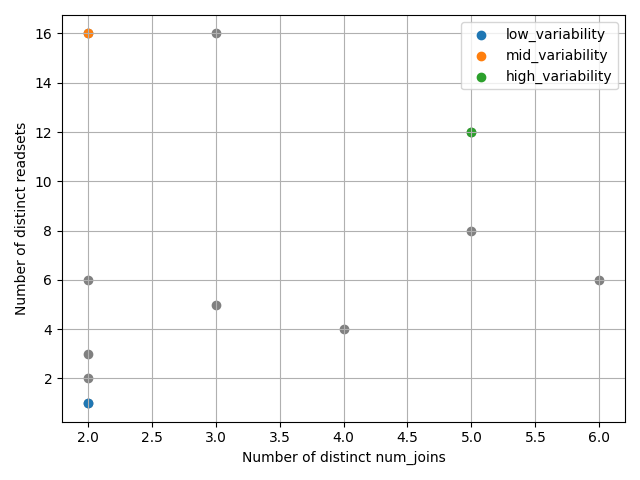 low_variability
mid_variability
high_variability
16
14
12
10
8
6
4
2
Number of distinct readsets
2.0 2.5 3.0 3.5 4.0 4.5 5.0 5.5 6.0
Number of distinct num_joins